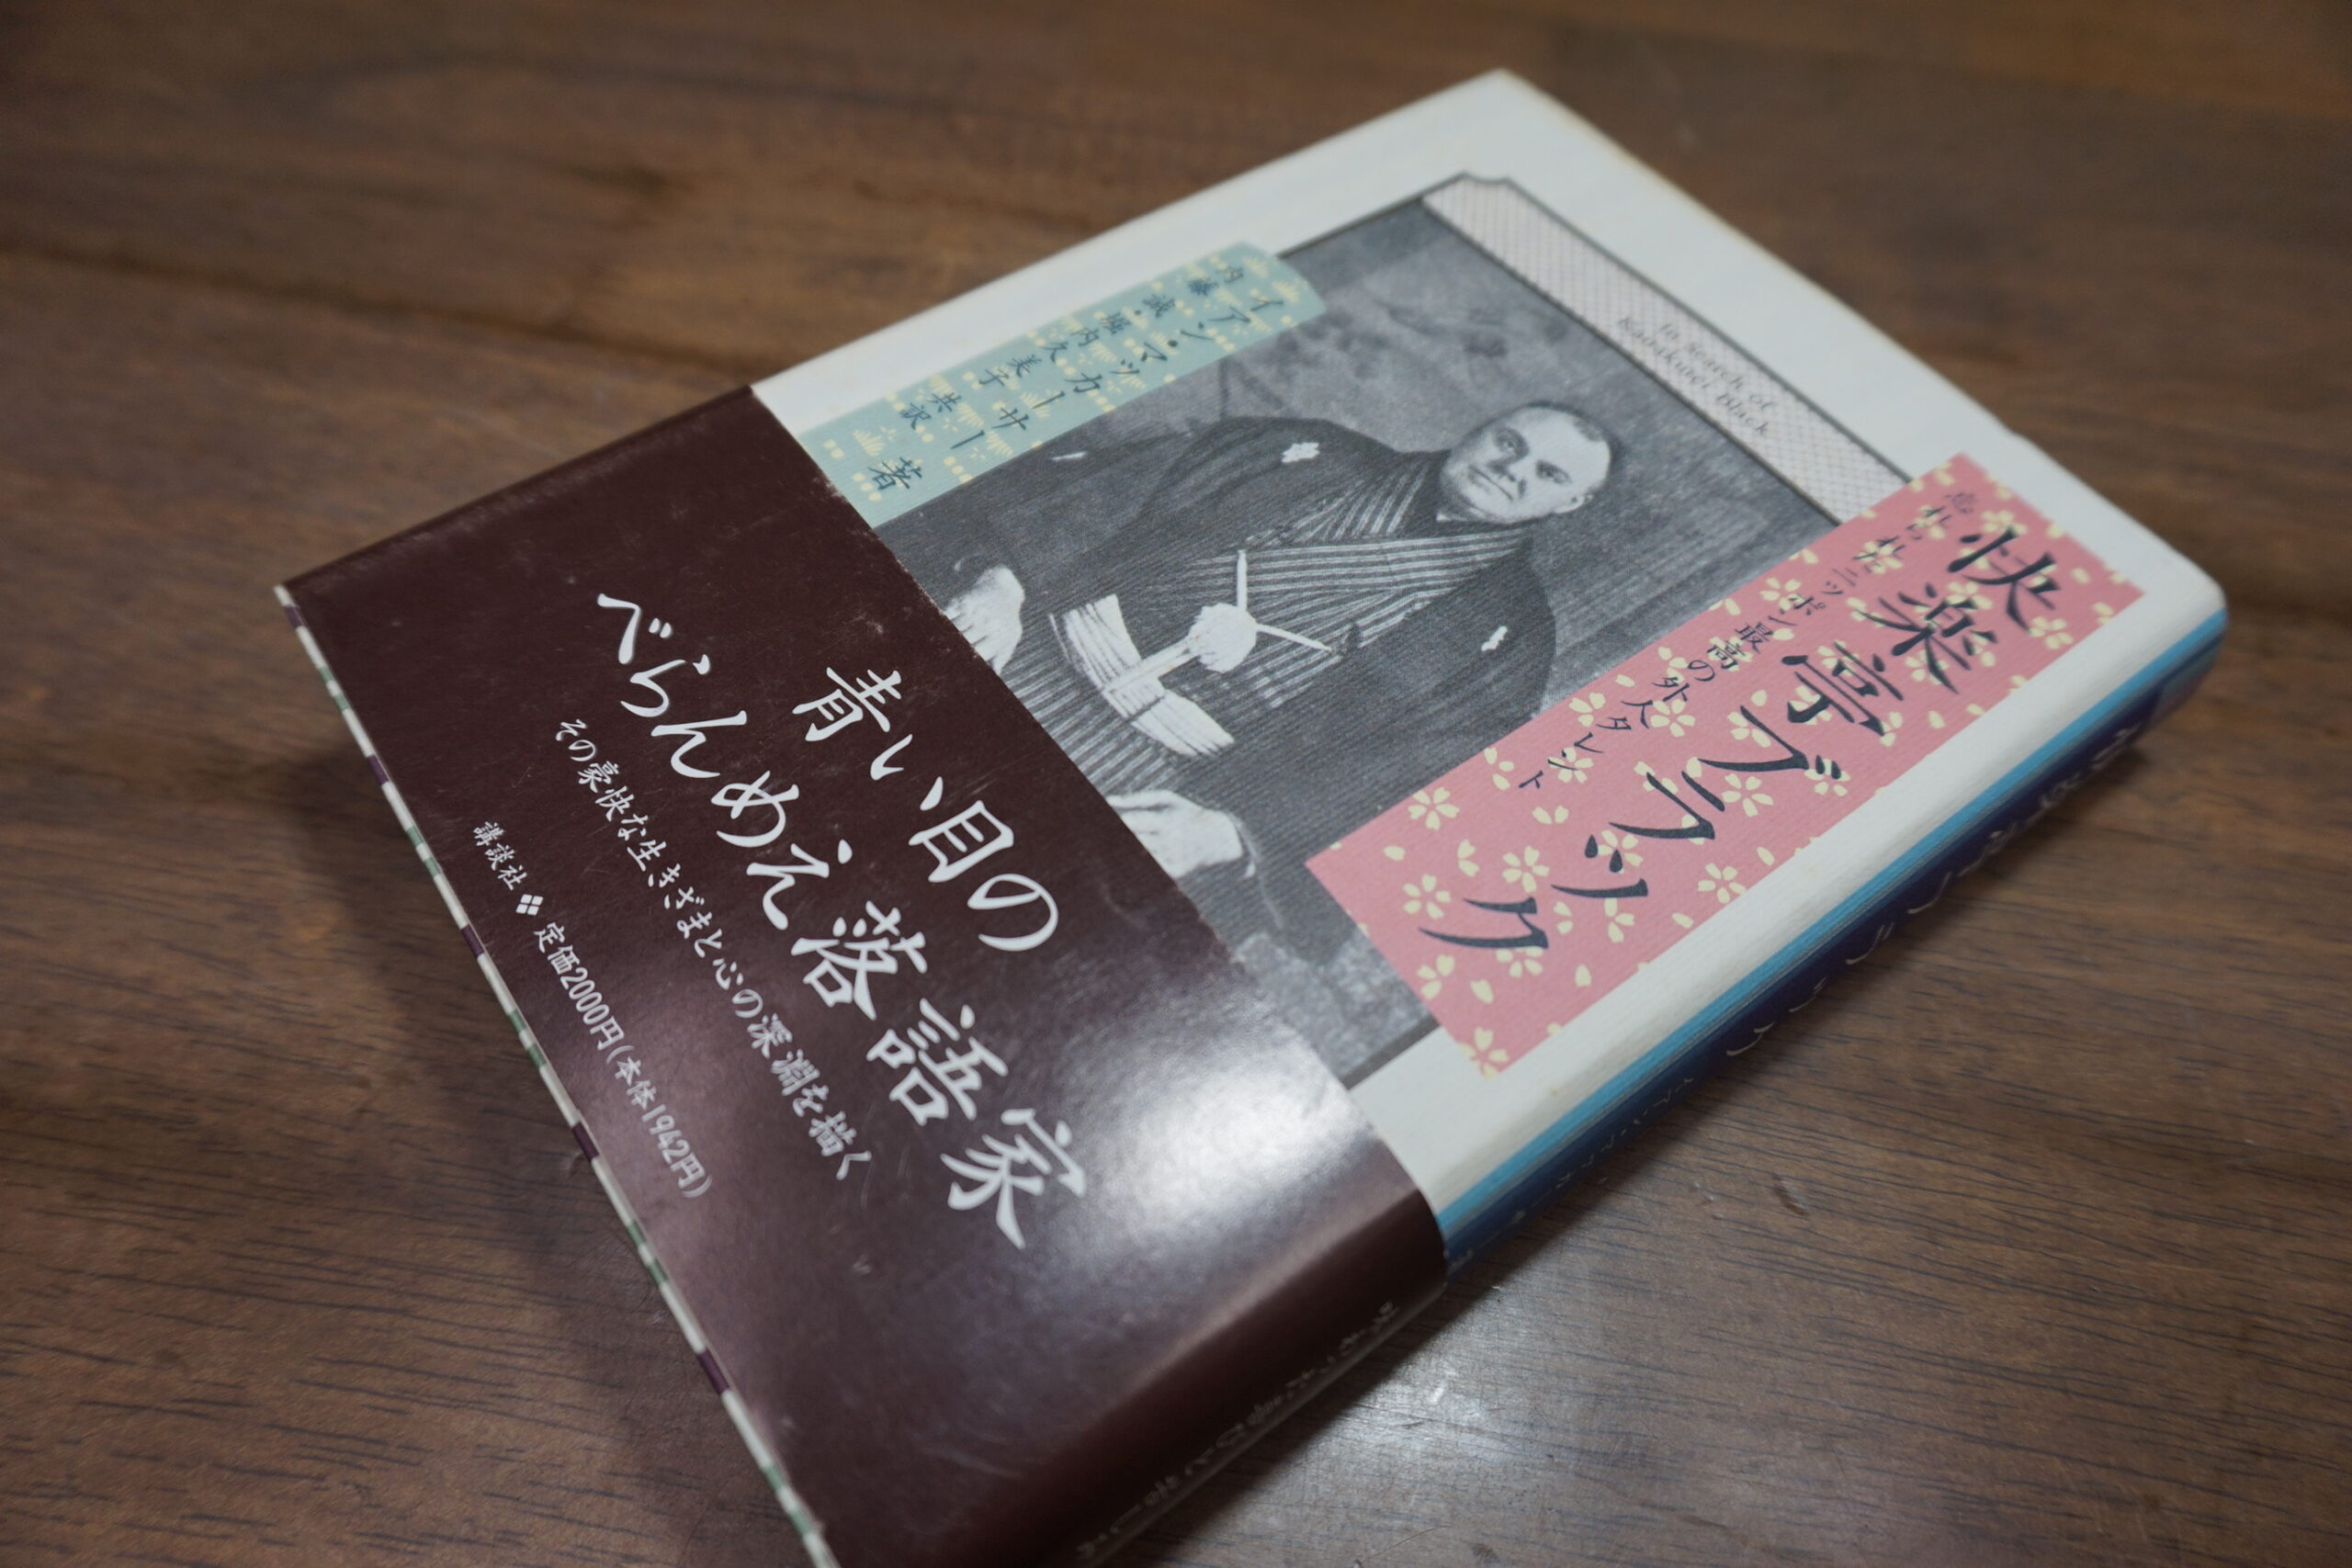 In Search of
Kairakutei Black
快楽亭ブラック
忘れられたニッポン最高の外人タレント
イアン・マッカーサー 著
内藤 誠・堀内久美子 共訳
青い目の
べらんめえ落語家
その豪快な生きざまと心の深淵を描く
講談社❖定価2000円(本体1942円)